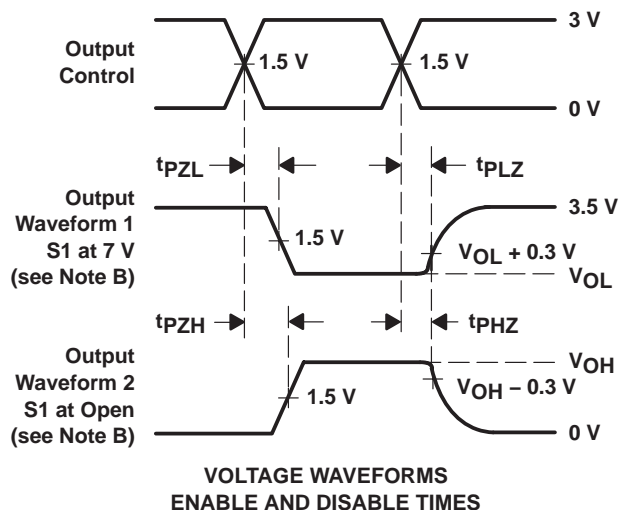 Output
Control
3 V
1.5 V
1.5 V
0 V
tPZL
tPLZ
Output
Waveform 1
S1 at 7 V
(see Note B)
3.5 V
1.5 V
VOL + 0.3 V
VOL
tPZH
tPHZ
Output
Waveform 2
S1 at Open
(see Note B)
VOH
1.5 V
VOH – 0.3 V
0 V
VOLTAGE WAVEFORMS
ENABLE AND DISABLE TIMES